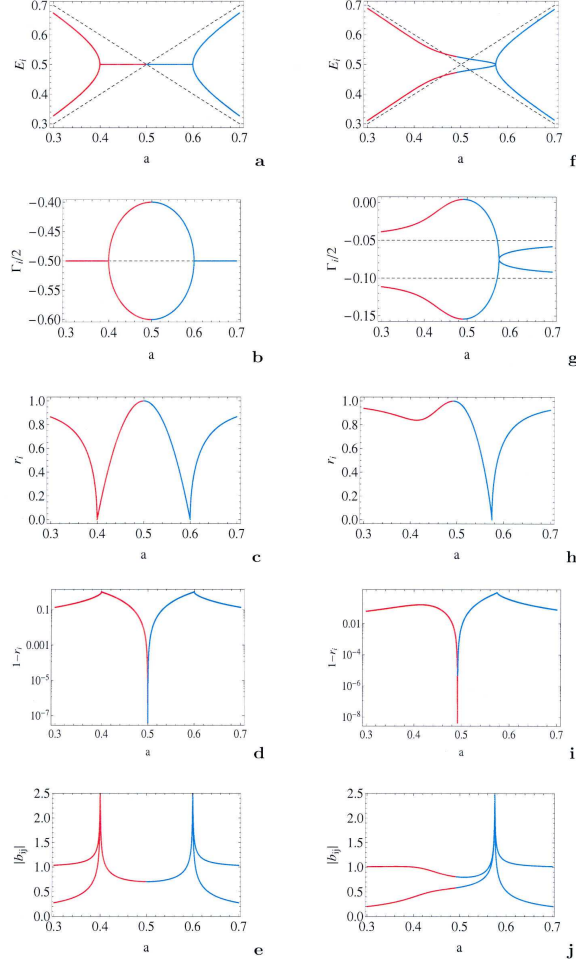 0.7
0.6
0.5
0.4
0.3
E_i
0.3 0.4 0.5 0.6 0.7
a
a
0.7
0.6
0.5
0.4
0.3
E_i
0.3 0.4 0.5 0.6 0.7
a
f
−0.40
−0.45
−0.50
−0.55
−0.60
Γ_i/2
0.3 0.4 0.5 0.6 0.7
a
b
0.00
−0.05
−0.10
−0.15
Γ_i/2
0.3 0.4 0.5 0.6 0.7
a
g
1.0
0.8
0.6
0.4
0.2
0.0
r_i
0.3 0.4 0.5 0.6 0.7
a
c
1.0
0.8
0.6
0.4
0.2
0.0
r_i
0.3 0.4 0.5 0.6 0.7
a
h
0.1
0.001
10^−5
10^−7
1−r_i
0.3 0.4 0.5 0.6 0.7
a
d
0.01
10^−4
10^−6
10^−8
1−r_i
0.3 0.4 0.5 0.6 0.7
a
i
2.5
2.0
1.5
1.0
0.5
0.0
|b_ij|
0.3 0.4 0.5 0.6 0.7
a
e
2.5
2.0
1.5
1.0
0.5
0.0
|b_ij|
0.3 0.4 0.5 0.6 0.7
a
j